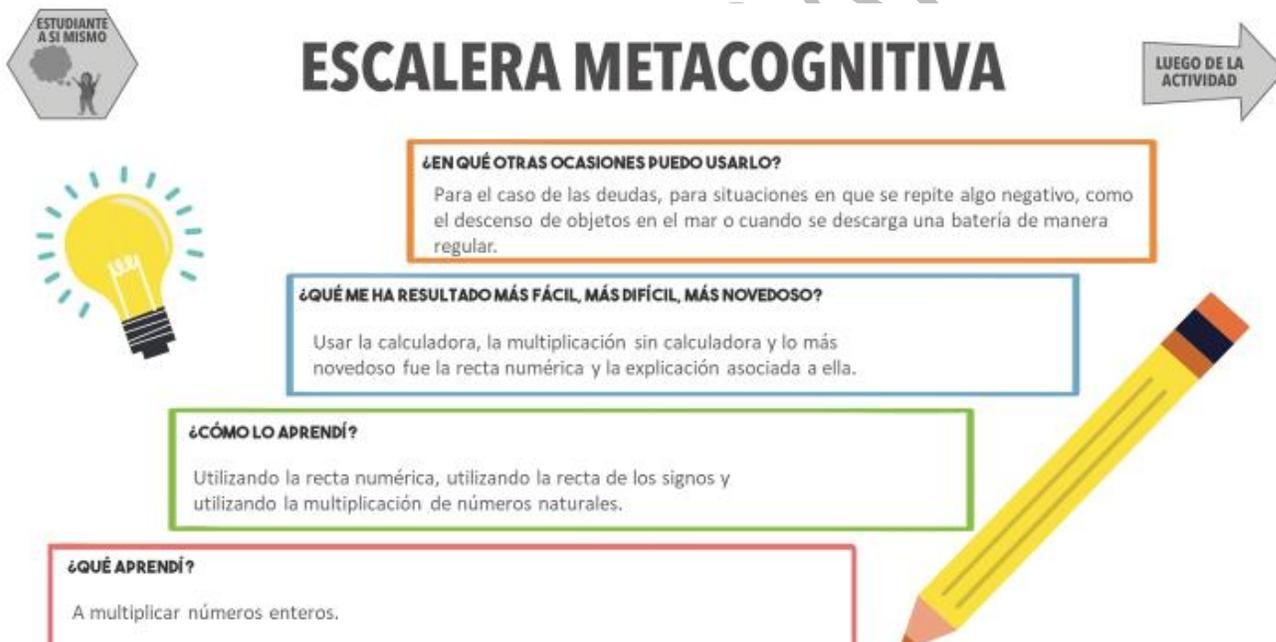 ESTUDIANTE
A SI MISMO
ESCALERA METACOGNITIVA
LUEGO DE LA
ACTIVIDAD
¿EN QUÉ OTRAS OCASIONES PUEDO USARLO?
Para el caso de las deudas, para situaciones en que se repite algo negativo, como
el descenso de objetos en el mar o cuando se descarga una batería de manera
regular.
¿QUÉ ME HA RESULTADO MÁS FÁCIL, MÁS DIFÍCIL, MÁS NOVEDOSO?
Usar la calculadora, la multiplicación sin calculadora y lo más
novedoso fue la recta numérica y la explicación asociada a ella.
¿CÓMO LO APRENDÍ?
Utilizando la recta numérica, utilizando la recta de los signos y
utilizando la multiplicación de números naturales.
¿QUÉ APRENDÍ?
A multiplicar números enteros.